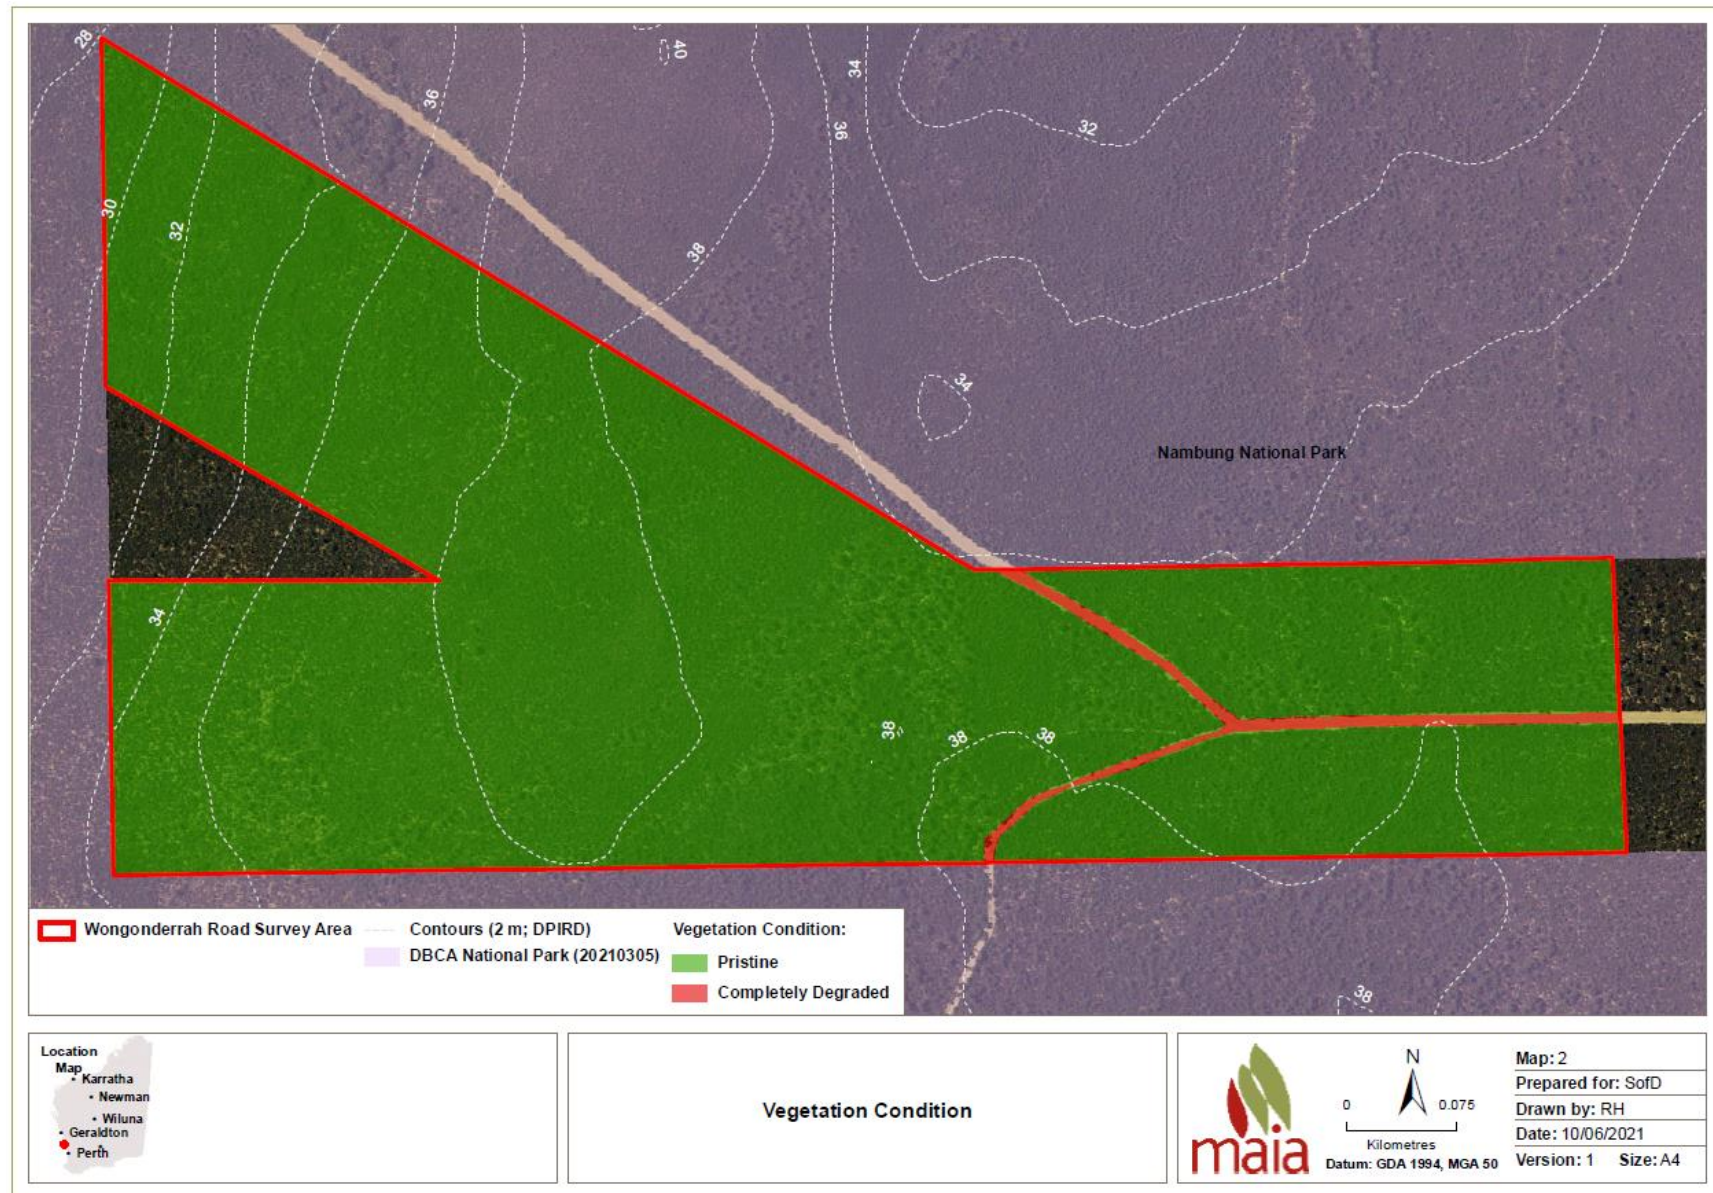 28
40
34
36
36
32
30
32
38
34
Nambung National Park
34
38
38
38
38
Wongonderrah Road Survey Area
Contours (2 m; DPIRD)
DBCA National Park (20210305)
Vegetation Condition:
Pristine
Completely Degraded
Location
Map
Karratha
Newman
Wiluna
Geraldton
Perth
Vegetation Condition
maia
N
0 0.075
Kilometres
Datum: GDA 1994, MGA 50
Map: 2
Prepared for: SofD
Drawn by: RH
Date: 10/06/2021
Version: 1 Size: A4